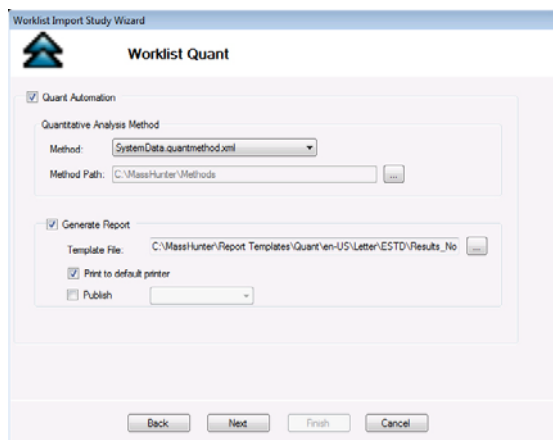 Worklist Import Study Wizard
Worklist Quant
Quant Automation
Quantitative Analysis Method
Method: SystemData.quantmethod.xml
Method Path: C:\MassHunter\Methods ...
Generate Report
Template File: C:\MassHunter\Report Templates\Quant\en-US\Letter\ESTD\Results_No ...
Print to default printer
Publish
Back Next Finish Cancel